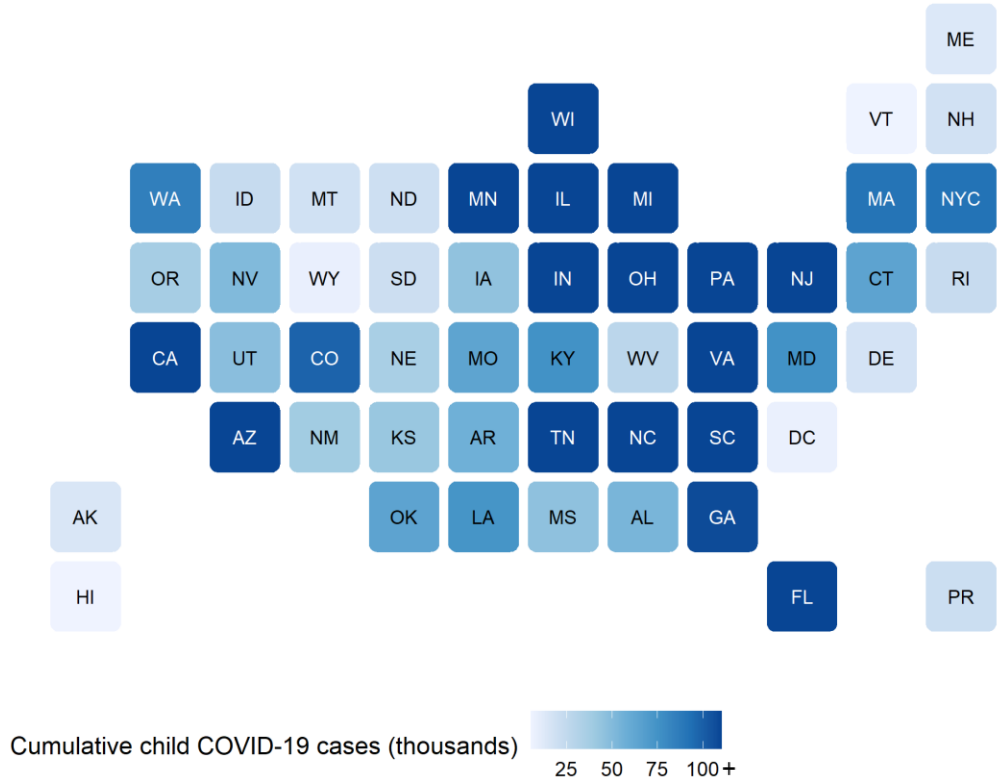 ME
WI VT NH
WA ID MT ND MN IL MI MA NYC
OR NV WY SD IA IN OH PA NJ CT RI
CA UT CO NE MO KY WV VA MD DE
AZ NM KS AR TN NC SC DC
AK OK LA MS AL GA
HI FL PR
Cumulative child COVID-19 cases (thousands)
25 50 75 100+